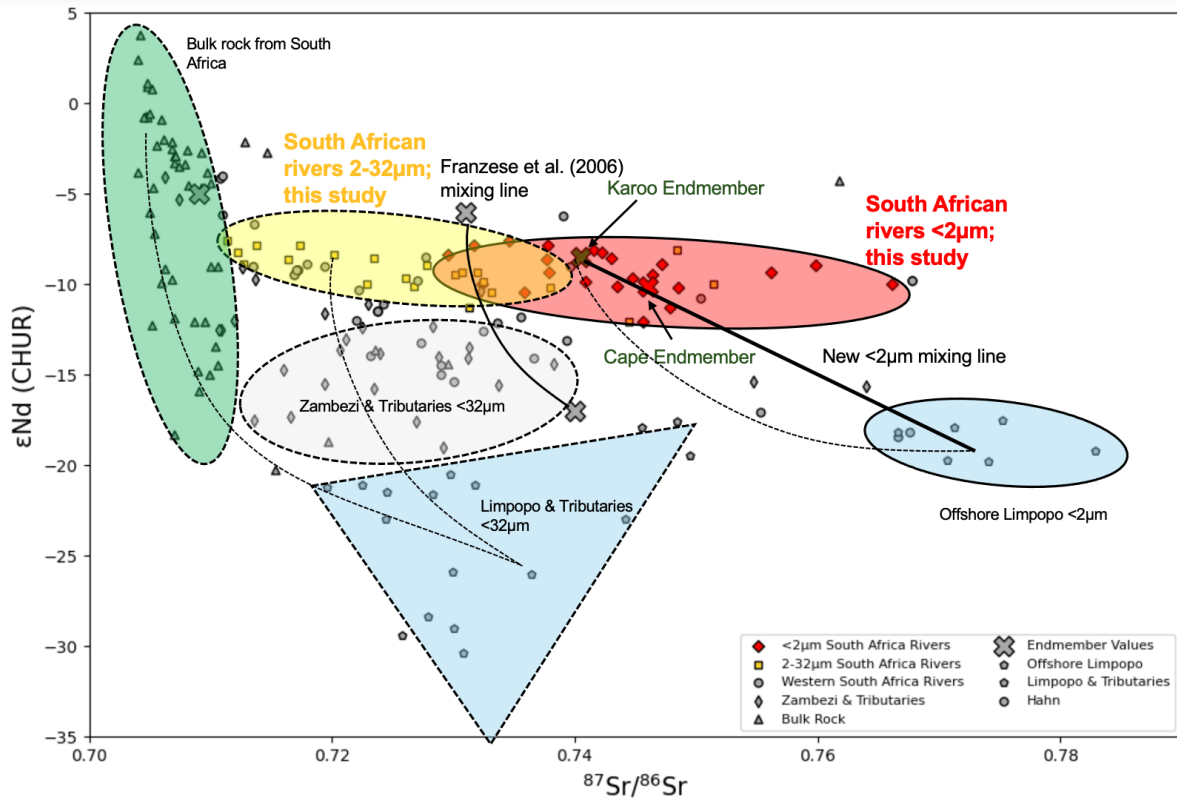 5
0
−5
−10
−15
−20
−25
−30
−35
εNd (CHUR)
Bulk rock from South
Africa
South African
rivers 2-32μm;
this study
Franzese et al. (2006)
mixing line
Karoo Endmember
South African
rivers <2μm;
this study
Cape Endmember
New <2μm mixing line
Zambezi & Tributaries <32μm
Limpopo & Tributaries
<32μm
Offshore Limpopo <2μm
<2μm South Africa Rivers
2-32μm South Africa Rivers
Western South Africa Rivers
Zambezi & Tributaries
Bulk Rock
Endmember Values
Offshore Limpopo
Limpopo & Tributaries
Hahn
0.70
0.72
0.74
0.76
0.78
⁸⁷Sr/⁸⁶Sr